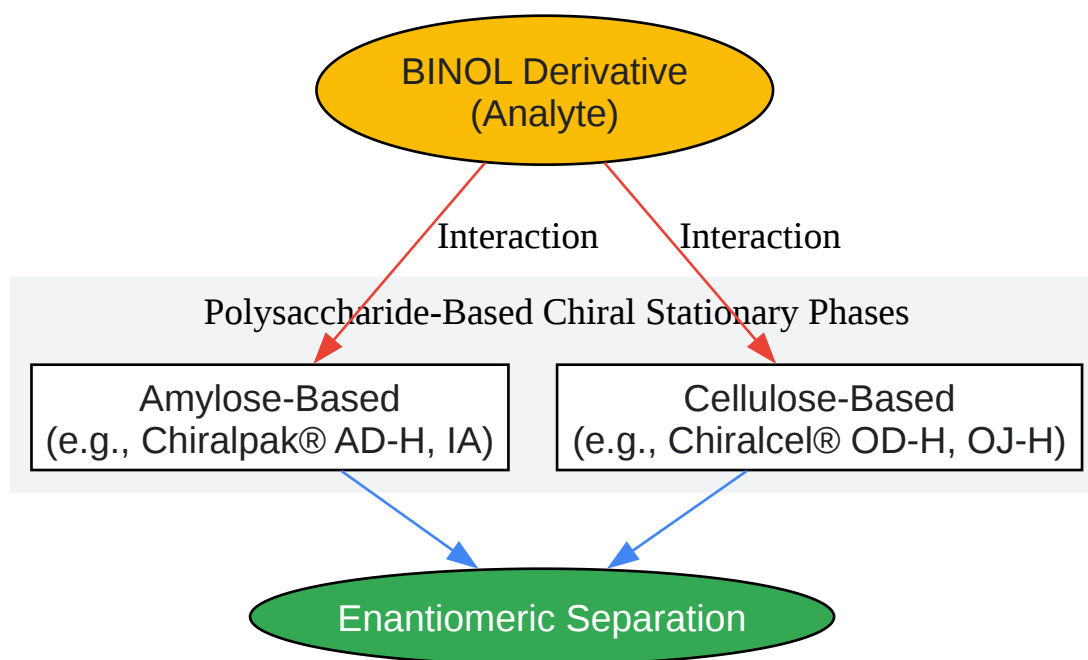 BINOL Derivative
(Analyte)
Interaction
Interaction
Polysaccharide-Based Chiral Stationary Phases
Amylose-Based
(e.g., Chiralpak® AD-H, IA)
Cellulose-Based
(e.g., Chiralcel® OD-H, OJ-H)
Enantiomeric Separation